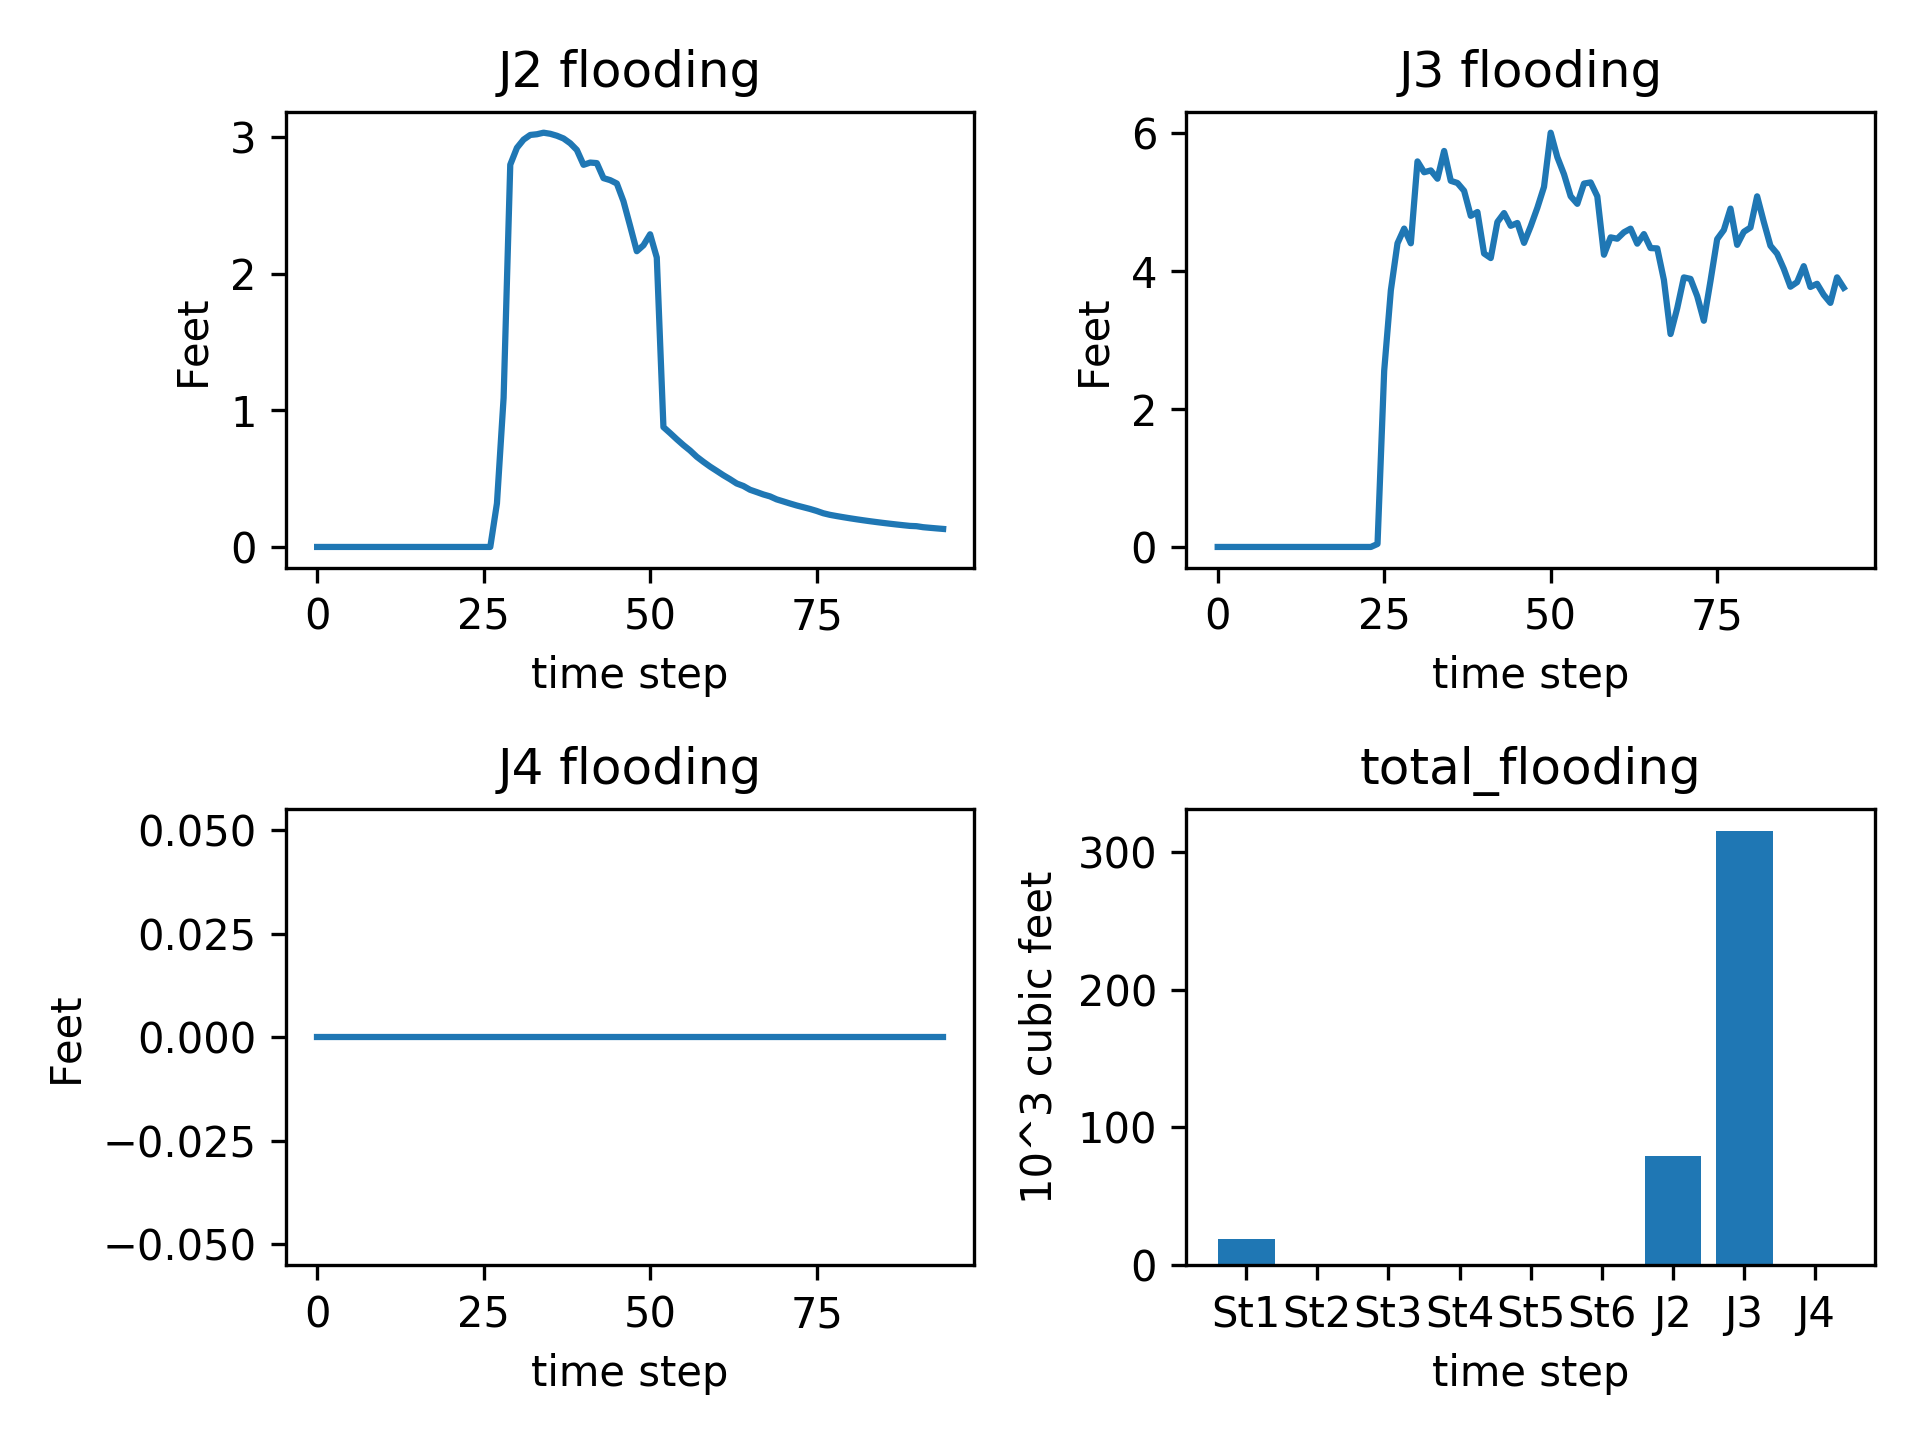 J2 flooding
3
2
1
0
Feet
0 25 50 75
time step
J3 flooding
6
4
2
0
Feet
0 25 50 75
time step
J4 flooding
0.050
0.025
0.000
−0.025
−0.050
Feet
0 25 50 75
time step
total_flooding
300
200
100
0
10^3 cubic feet
St1 St2 St3 St4 St5 St6 J2 J3 J4
time step